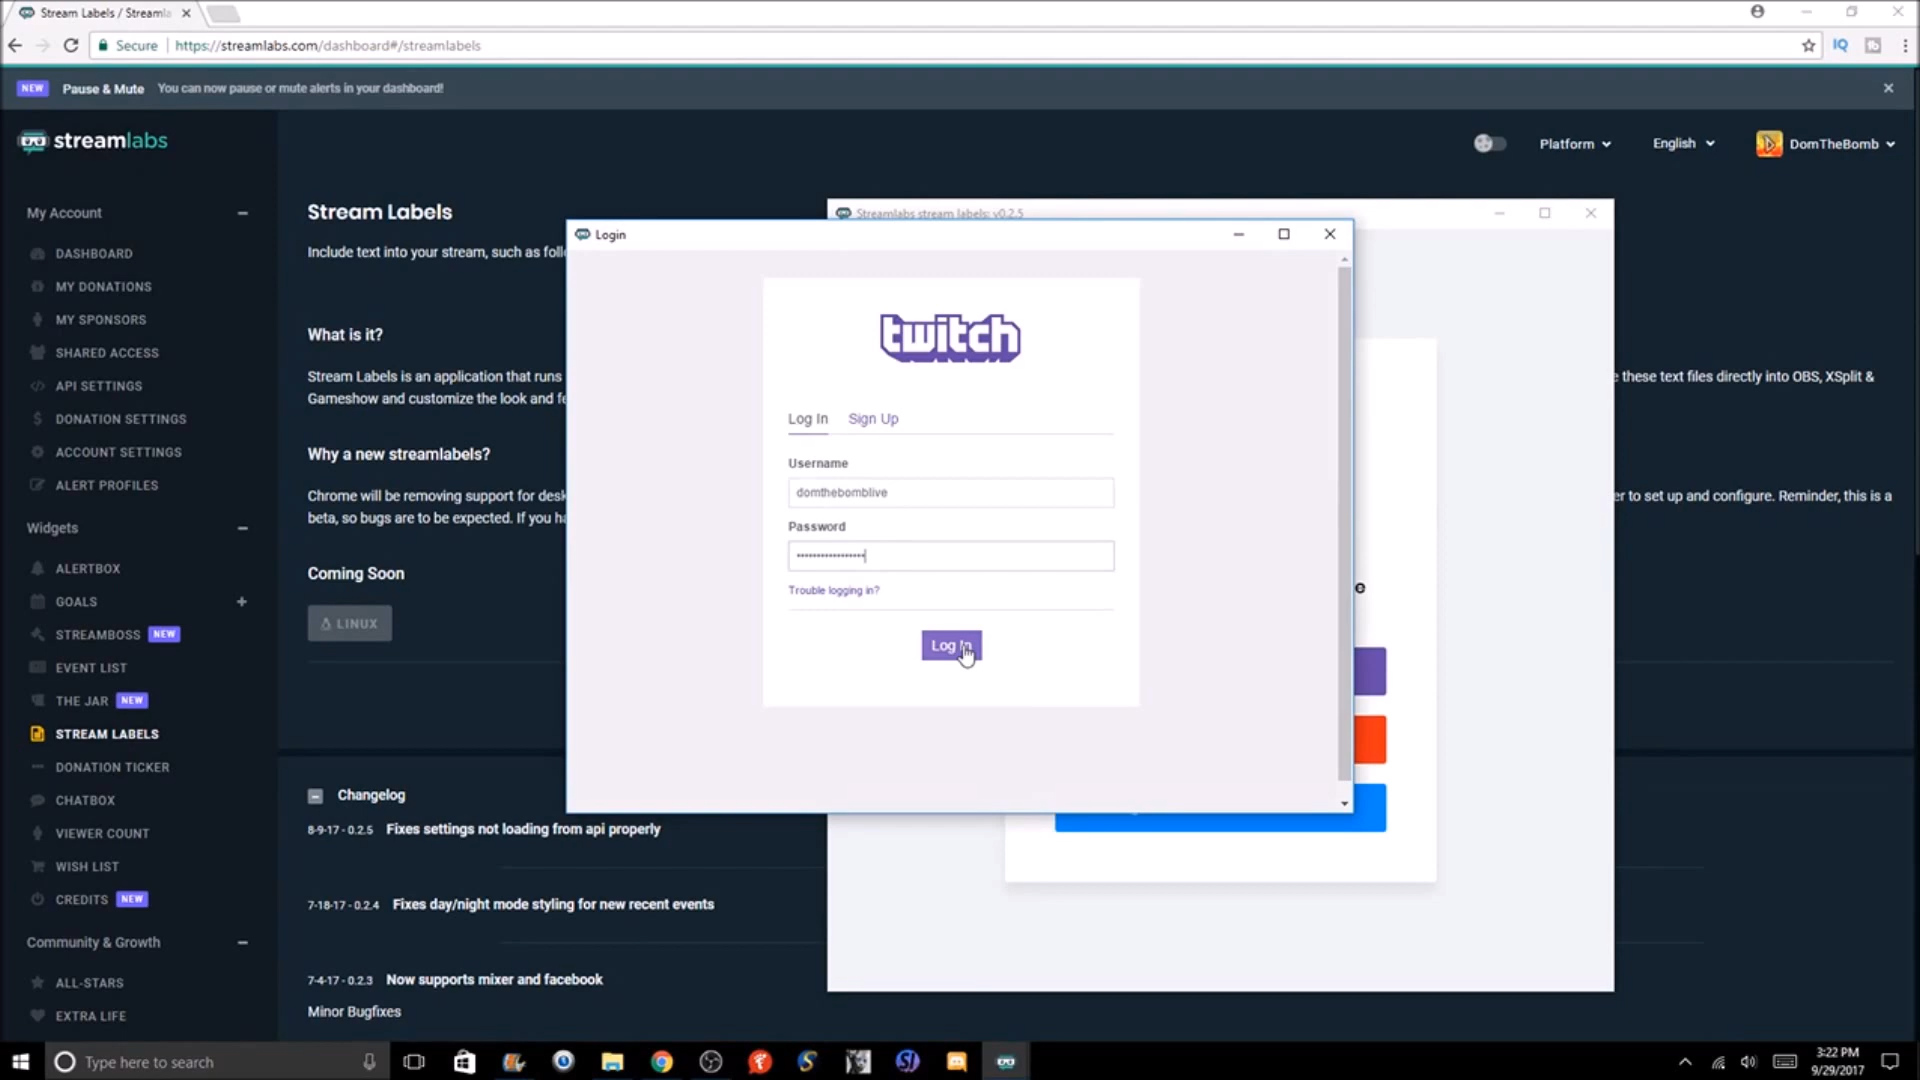 Stream Labels / Streamla
Secure https://streamlabs.com/dashboard#/streamlabels
IQ
NEW Pause & Mute You can now pause or mute alerts in your dashboard!
streamlabs
Platform English DomTheBomb
My Account
DASHBOARD
MY DONATIONS
MY SPONSORS
SHARED ACCESS
API SETTINGS
DONATION SETTINGS
ACCOUNT SETTINGS
ALERT PROFILES
Widgets
ALERTBOX
GOALS
STREAMBOSS NEW
EVENT LIST
THE JAR NEW
STREAM LABELS
DONATION TICKER
CHATBOX
VIEWER COUNT
WISH LIST
CREDITS NEW
Community & Growth
ALL-STARS
EXTRA LIFE
Stream Labels
Include text into your stream, such as foll
What is it?
Stream Labels is an application that runs
e these text files directly into OBS, XSplit &
Gameshow and customize the look and fe
Why a new streamlabels?
Chrome will be removing support for desk
er to set up and configure. Reminder, this is a
beta, so bugs are to be expected. If you ha
Coming Soon
LINUX
Changelog
8-9-17 - 0.2.5 Fixes settings not loading from api properly
7-18-17 - 0.2.4 Fixes day/night mode styling for new recent events
7-4-17 - 0.2.3 Now supports mixer and facebook
Minor Bugfixes
Streamlabs stream labels: v0.2.5
e
Login
twitch
Log In Sign Up
Username
domthebomblive
Password
Trouble logging in?
Log In
Type here to search
3:22 PM
9/29/2017